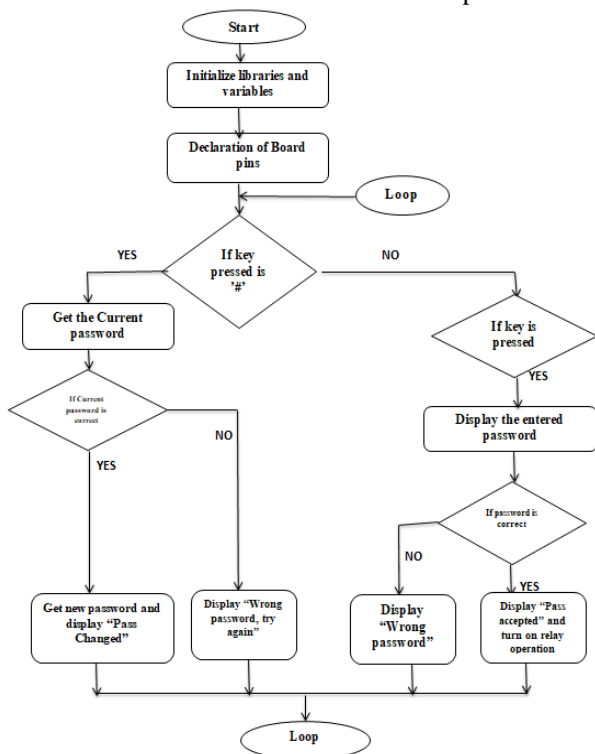 Start
Initialize libraries and
variables
Declaration of Board
pins
Loop
If key
pressed is
'#'
YES
NO
Get the Current
password
If key is
pressed
YES
If Current
password is
correct
NO
YES
Display the entered
password
If password is
correct
NO
YES
Get new password and
display "Pass
Changed"
Display "Wrong
password, try
again"
Display
"Wrong
password"
Display "Pass
accepted" and
turn on relay
operation
Loop